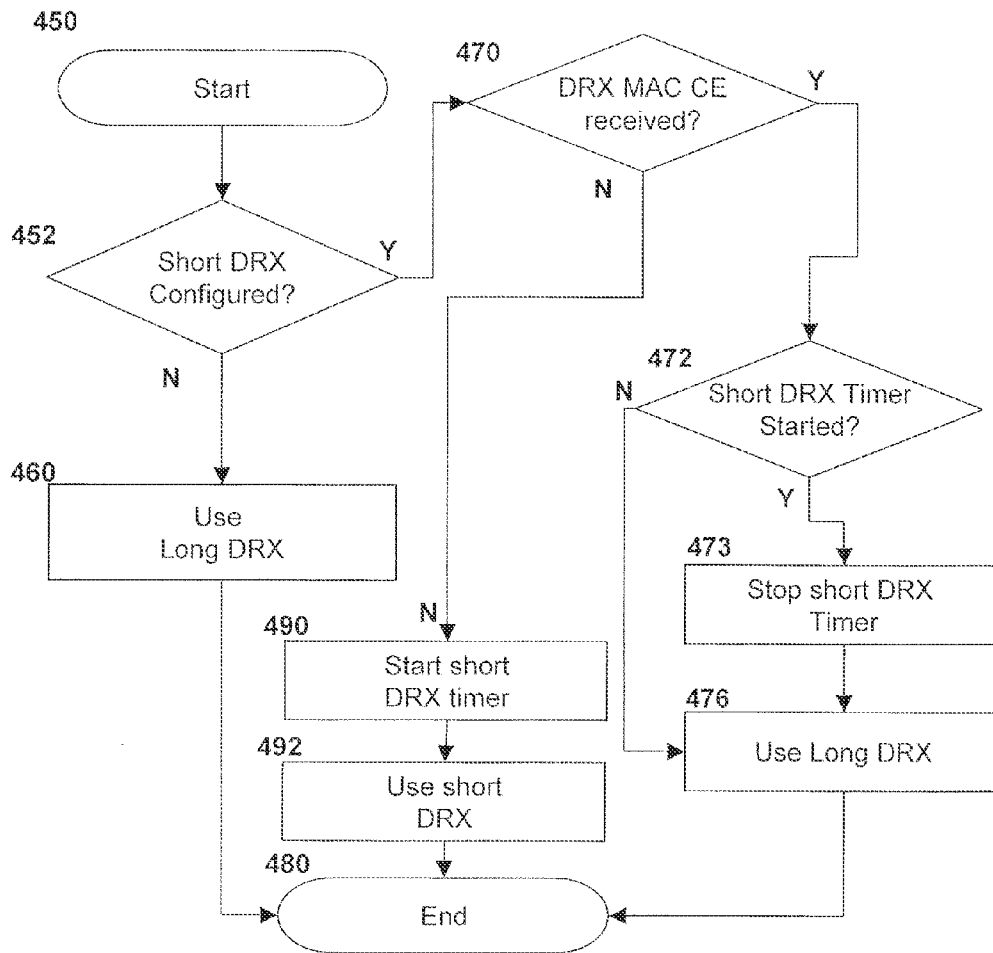 450
Start
452
Short DRX
Configured?
Y
N
460
Use
Long DRX
470
DRX MAC CE
received?
Y
N
472
Short DRX Timer
Started?
N
Y
473
Stop short DRX
Timer
476
Use Long DRX
N
490
Start short
DRX timer
492
Use short
DRX
480
End